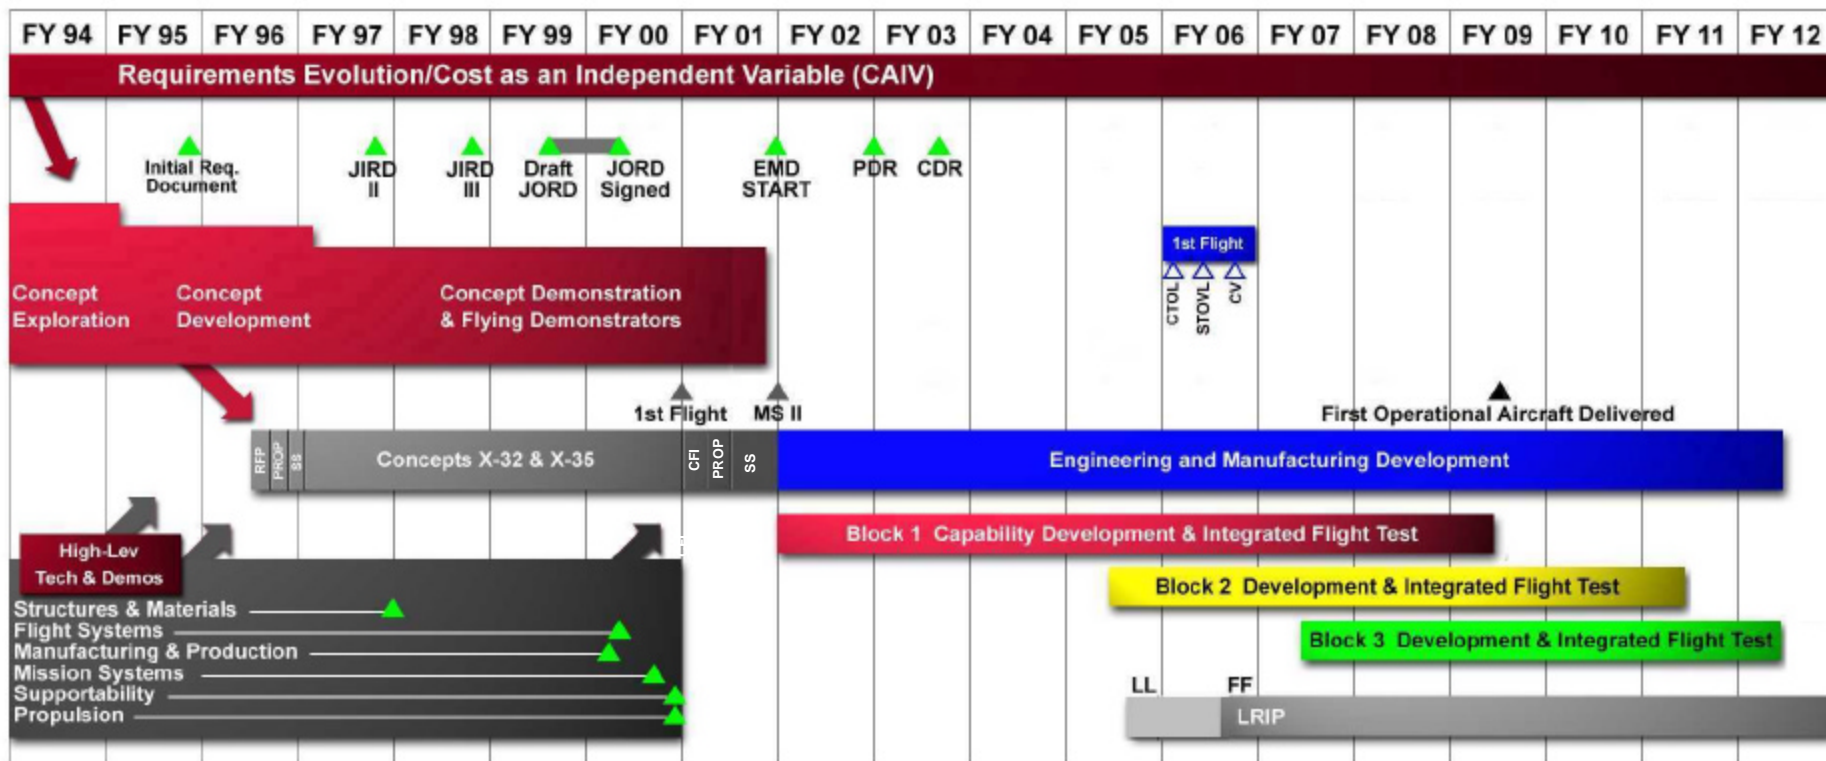 FY 94 FY 95 FY 96 FY 97 FY 98 FY 99 FY 00 FY 01 FY 02 FY 03 FY 04 FY 05 FY 06 FY 07 FY 08 FY 09 FY 10 FY 11 FY 12
Requirements Evolution/Cost as an Independent Variable (CAIV)
Initial Req.
Document
JIRD
II
JIRD
III
Draft
JORD
JORD
Signed
EMD
START
PDR
CDR
1st Flight
CTOL
STOVL
CV
Concept
Exploration
Concept
Development
Concept Demonstration
& Flying Demonstrators
1st Flight
MS II
First Operational Aircraft Delivered
RFP
PROP
SS
Concepts X-32 & X-35
CFI
PROP
SS
Engineering and Manufacturing Development
High-Lev
Tech & Demos
Block 1 Capability Development & Integrated Flight Test
Block 2 Development & Integrated Flight Test
Block 3 Development & Integrated Flight Test
Structures & Materials
Flight Systems
Manufacturing & Production
Mission Systems
Supportability
Propulsion
LL
FF
LRIP